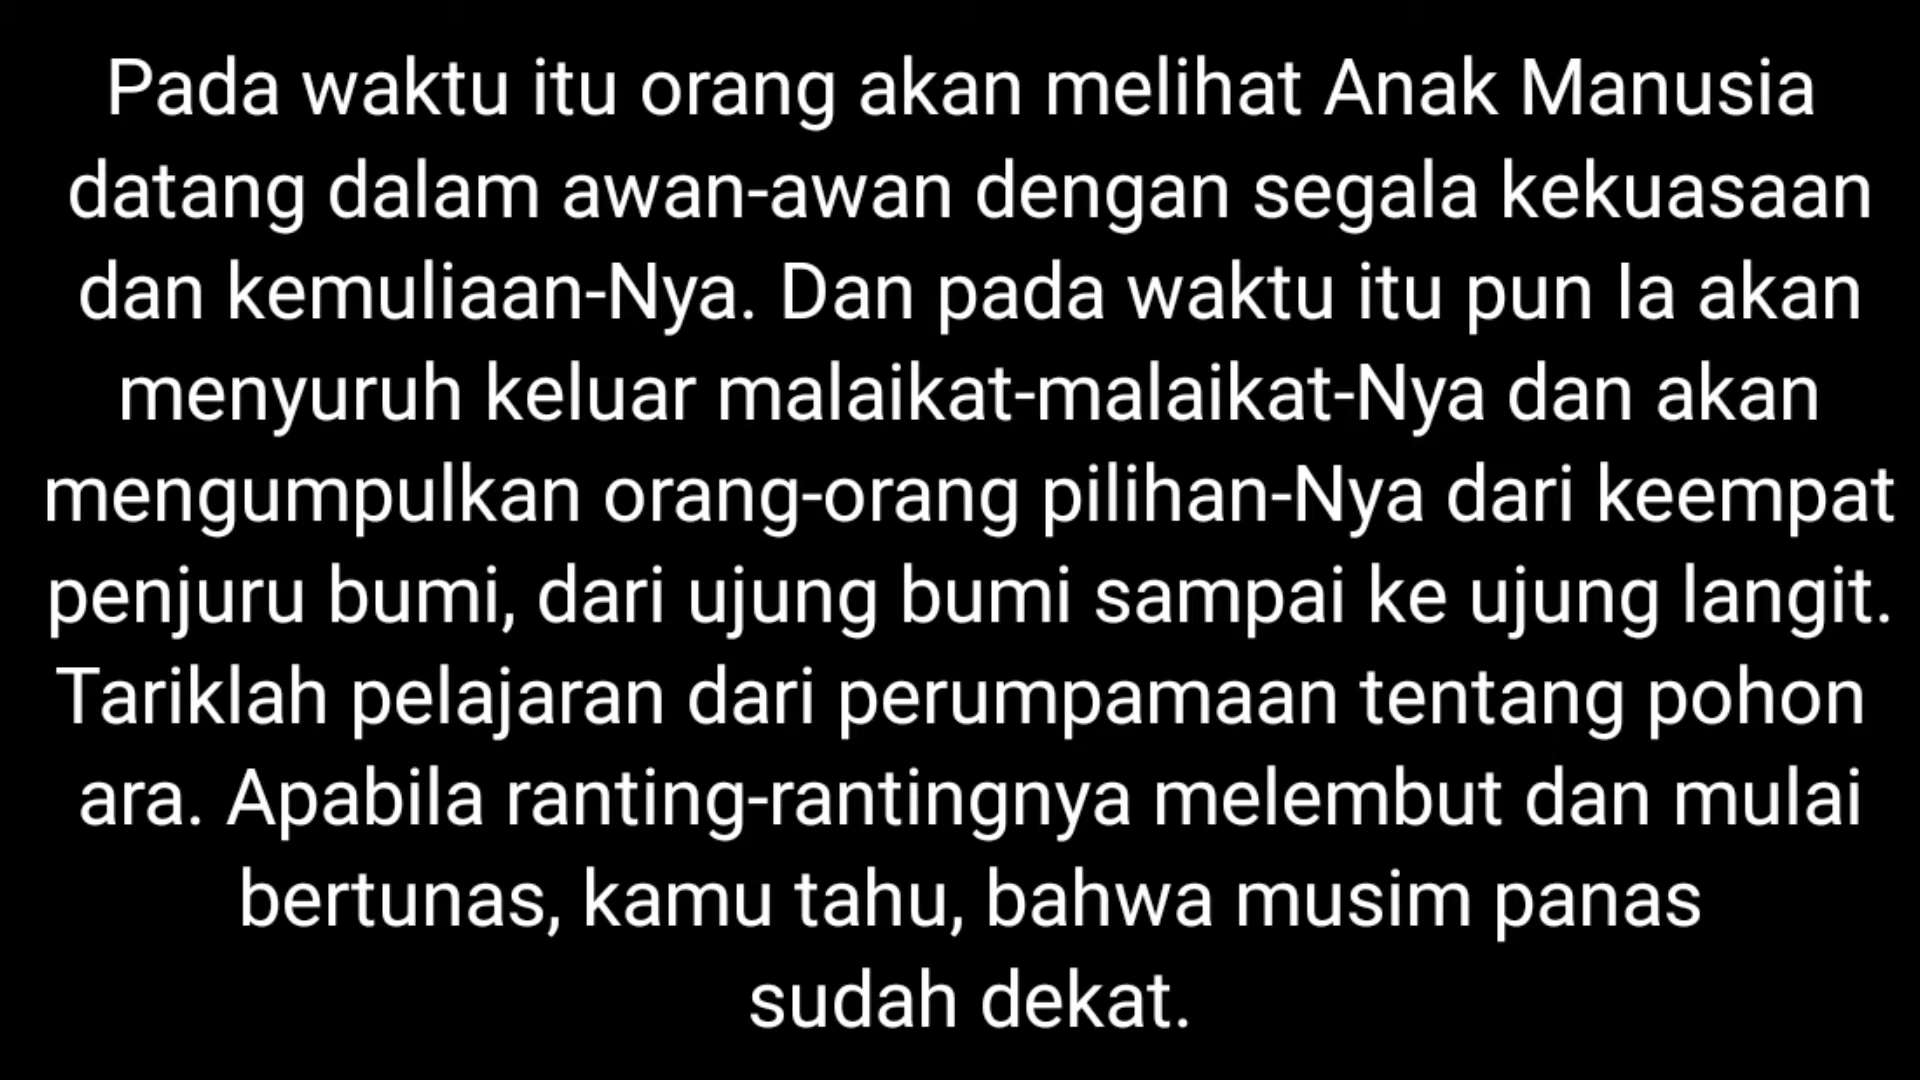 Pada waktu itu orang akan melihat Anak Manusia
datang dalam awan-awan dengan segala kekuasaan
dan kemuliaan-Nya. Dan pada waktu itu pun Ia akan
menyuruh keluar malaikat-malaikat-Nya dan akan
mengumpulkan orang-orang pilihan-Nya dari keempat
penjuru bumi, dari ujung bumi sampai ke ujung langit.
Tariklah pelajaran dari perumpamaan tentang pohon
ara. Apabila ranting-rantingnya melembut dan mulai
bertunas, kamu tahu, bahwa musim panas
sudah dekat.